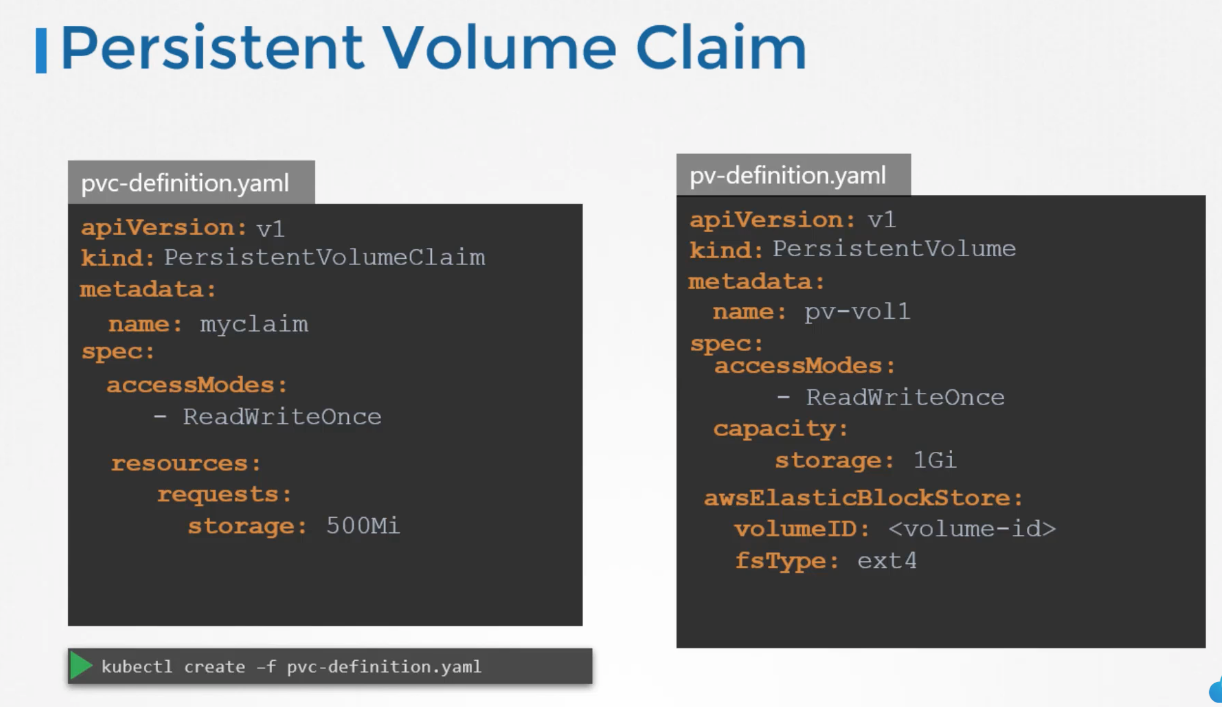 Persistent Volume Claim
pvc-definition.yaml
apiVersion: v1
kind: PersistentVolumeClaim
metadata:
name: myclaim
spec:
accessModes:
- ReadWriteOnce
resources:
requests:
storage: 500Mi
kubectl create –f pvc-definition.yaml
pv-definition.yaml
apiVersion: v1
kind: PersistentVolume
metadata:
name: pv-vol1
spec:
accessModes:
- ReadWriteOnce
capacity:
storage: 1Gi
awsElasticBlockStore:
volumeID: <volume-id>
fsType: ext4